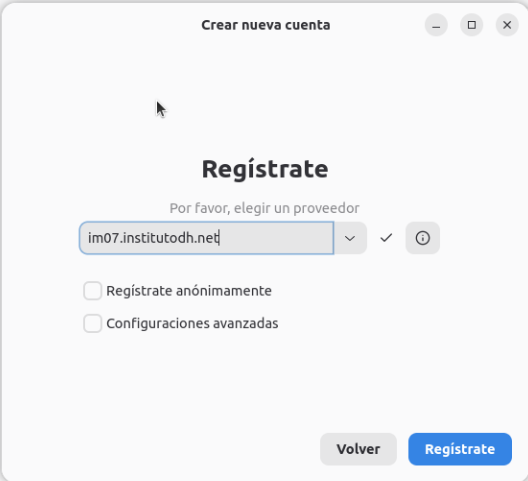 Crear nueva cuenta
Regístrate
Por favor, elegir un proveedor
im07.institutodh.net
Regístrate anónimamente
Configuraciones avanzadas
Volver
Regístrate